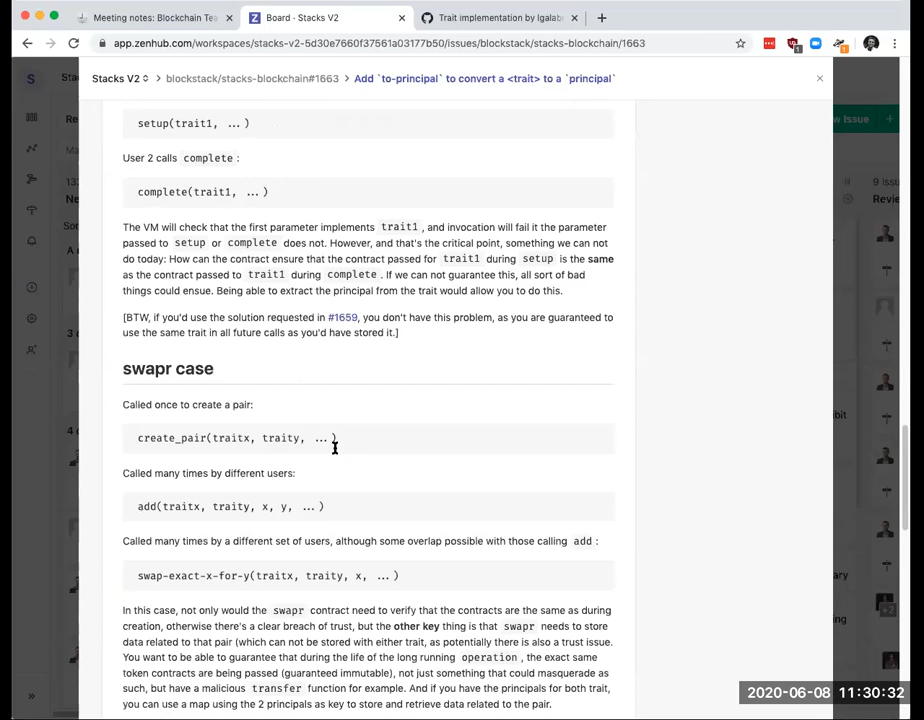 Meeting notes: Blockchain Tea
Board - Stacks V2
Trait implementation by lgalab
app.zenhub.com/workspaces/stacks-v2-5d30e7660f37561a03177b50/issues/blockstack/stacks-blockchain/1663
S
Sta
Stacks V2 > blockstack/stacks-blockchain#1663 > Add `to-principal` to convert a <trait> to a `principal`
Re
w Issue
setup(trait1, ...)
User 2 calls complete :
complete(trait1, ...)
The VM will check that the first parameter implements trait1 , and invocation will fail it the parameter
passed to setup or complete does not. However, and that's the critical point, something we can not
do today: How can the contract ensure that the contract passed for trait1 during setup is the same
as the contract passed to trait1 during complete . If we can not guarantee this, all sort of bad
things could ensue. Being able to extract the principal from the trait would allow you to do this.
[BTW, if you'd use the solution requested in #1659, you don't have this problem, as you are guaranteed to
use the same trait in all future calls as you'd have stored it.]
swapr case
Called once to create a pair:
create_pair(traitx, traity, ...)
Called many times by different users:
add(traitx, traity, x, y, ...)
Called many times by a different set of users, although some overlap possible with those calling add :
swap-exact-x-for-y(traitx, traity, x, ...)
In this case, not only would the swapr contract need to verify that the contracts are the same as during
creation, otherwise there's a clear breach of trust, but the other key thing is that swapr needs to store
data related to that pair (which can not be stored with either trait, as potentially there is also a trust issue.
You want to be able to guarantee that during the life of the long running operation , the exact same
token contracts are being passed (guaranteed immutable), not just something that could masquerade as
such, but have a malicious transfer function for example. And if you have the principals for both trait,
you can use a map using the 2 principals as key to store and retrieve data related to the pair.
9 Issu
Revie
2020-06-08 11:30:32